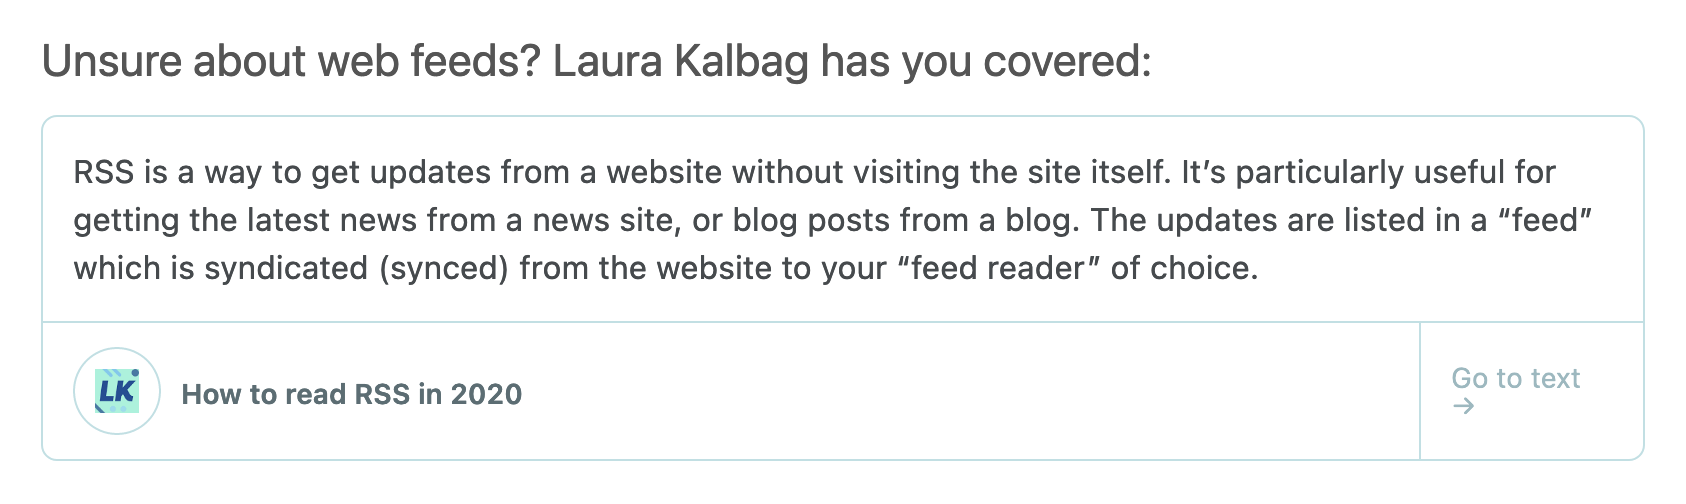 Unsure about web feeds? Laura Kalbag has you covered:
RSS is a way to get updates from a website without visiting the site itself. It’s particularly useful for
getting the latest news from a news site, or blog posts from a blog. The updates are listed in a “feed”
which is syndicated (synced) from the website to your “feed reader” of choice.
LK
How to read RSS in 2020
Go to text
→